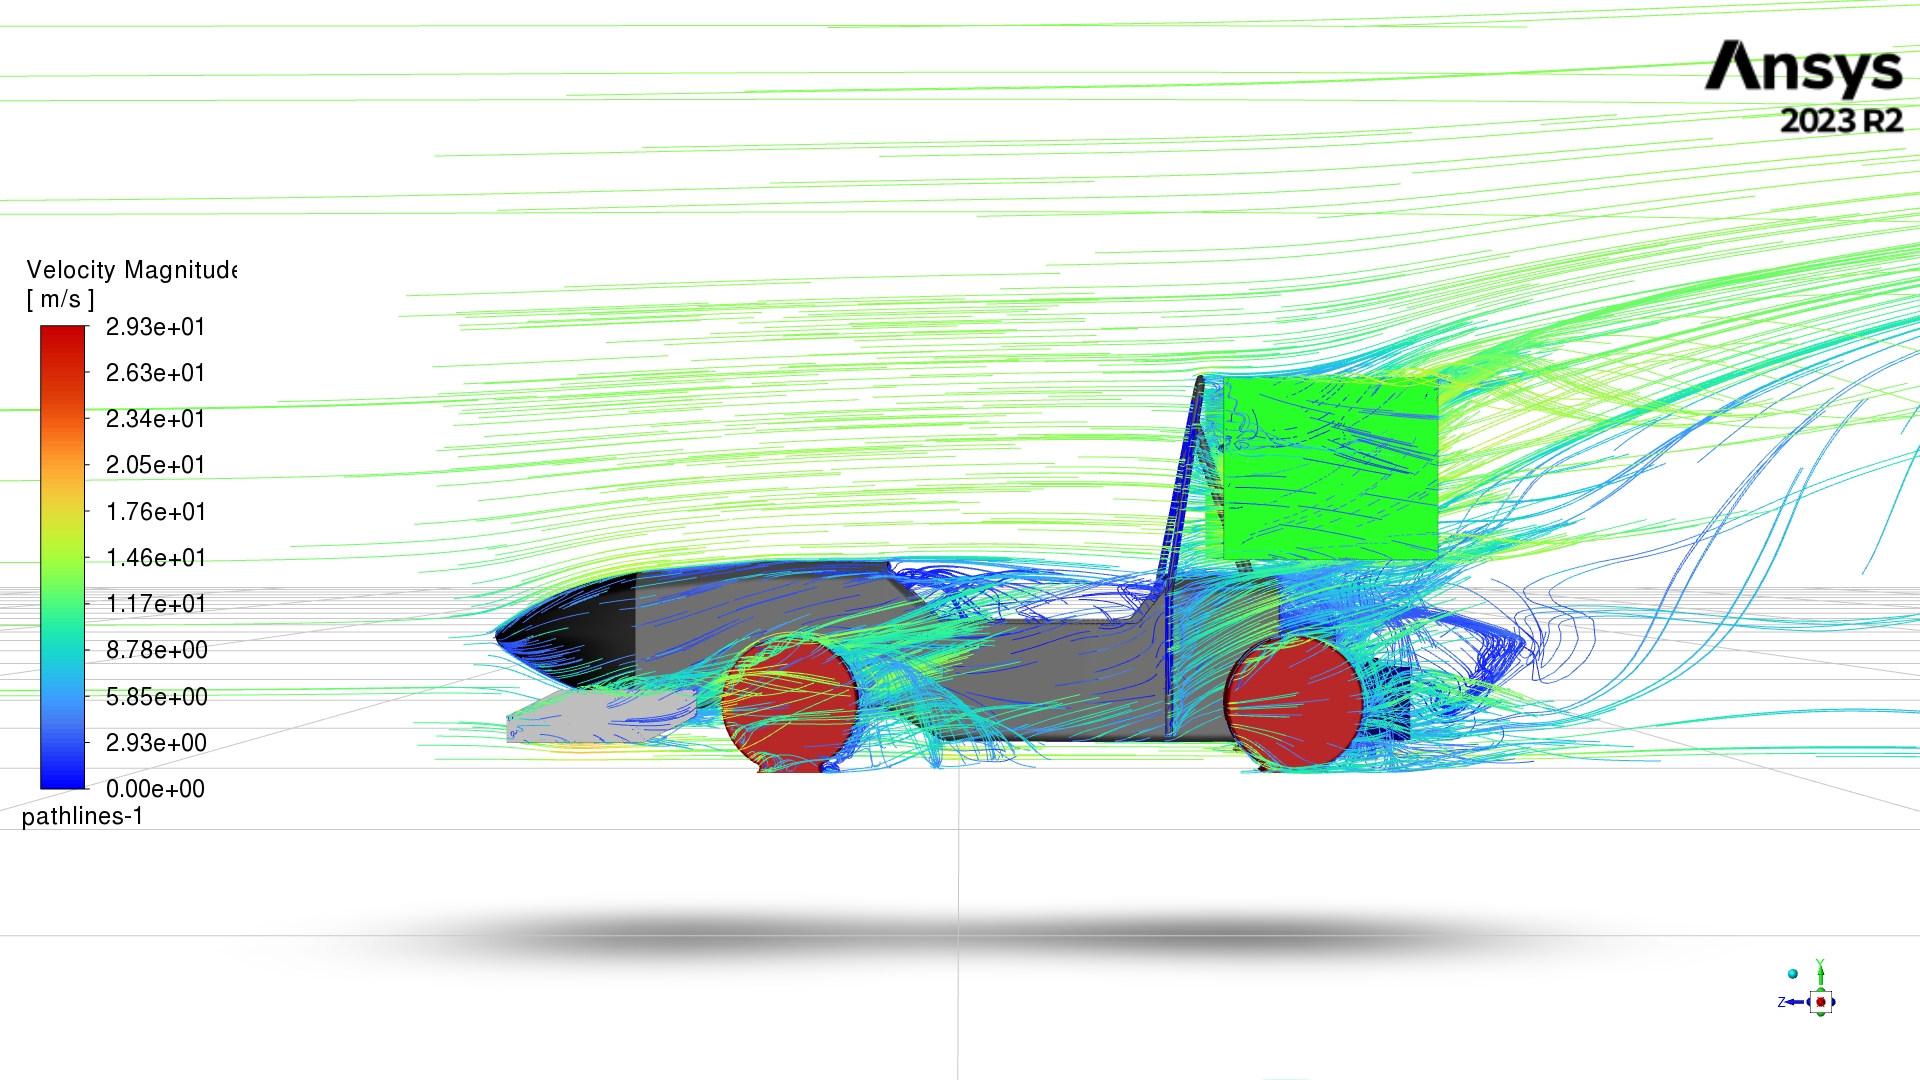 Ansys
2023 R2
Velocity Magnitude
[ m/s ]
2.93e+01
2.63e+01
2.34e+01
2.05e+01
1.76e+01
1.46e+01
1.17e+01
8.78e+00
5.85e+00
2.93e+00
0.00e+00
pathlines-1
Y
Z